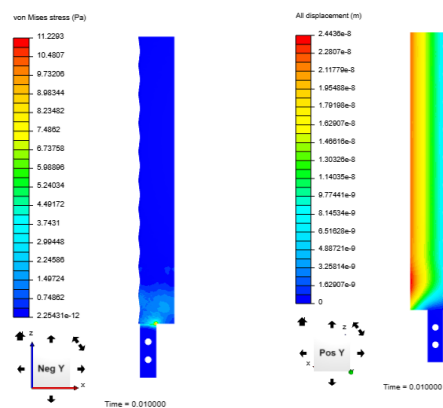 von Mises stress (Pa)
11.2293
10.4807
9.73206
8.98344
8.23482
7.4862
6.73758
5.98896
5.24034
4.49172
3.7431
2.99448
2.24586
1.49724
0.74862
2.25431e-12
z
Neg Y
x
Time = 0.010000
All displacement (m)
2.4436e-8
2.28069e-8
2.11779e-8
1.95488e-8
1.79198e-8
1.62907e-8
1.46616e-8
1.30326e-8
1.14035e-8
9.77441e-9
8.14534e-9
6.51628e-9
4.88721e-9
3.25814e-9
1.62907e-9
0
z
x
Pos Y
Time = 0.010000